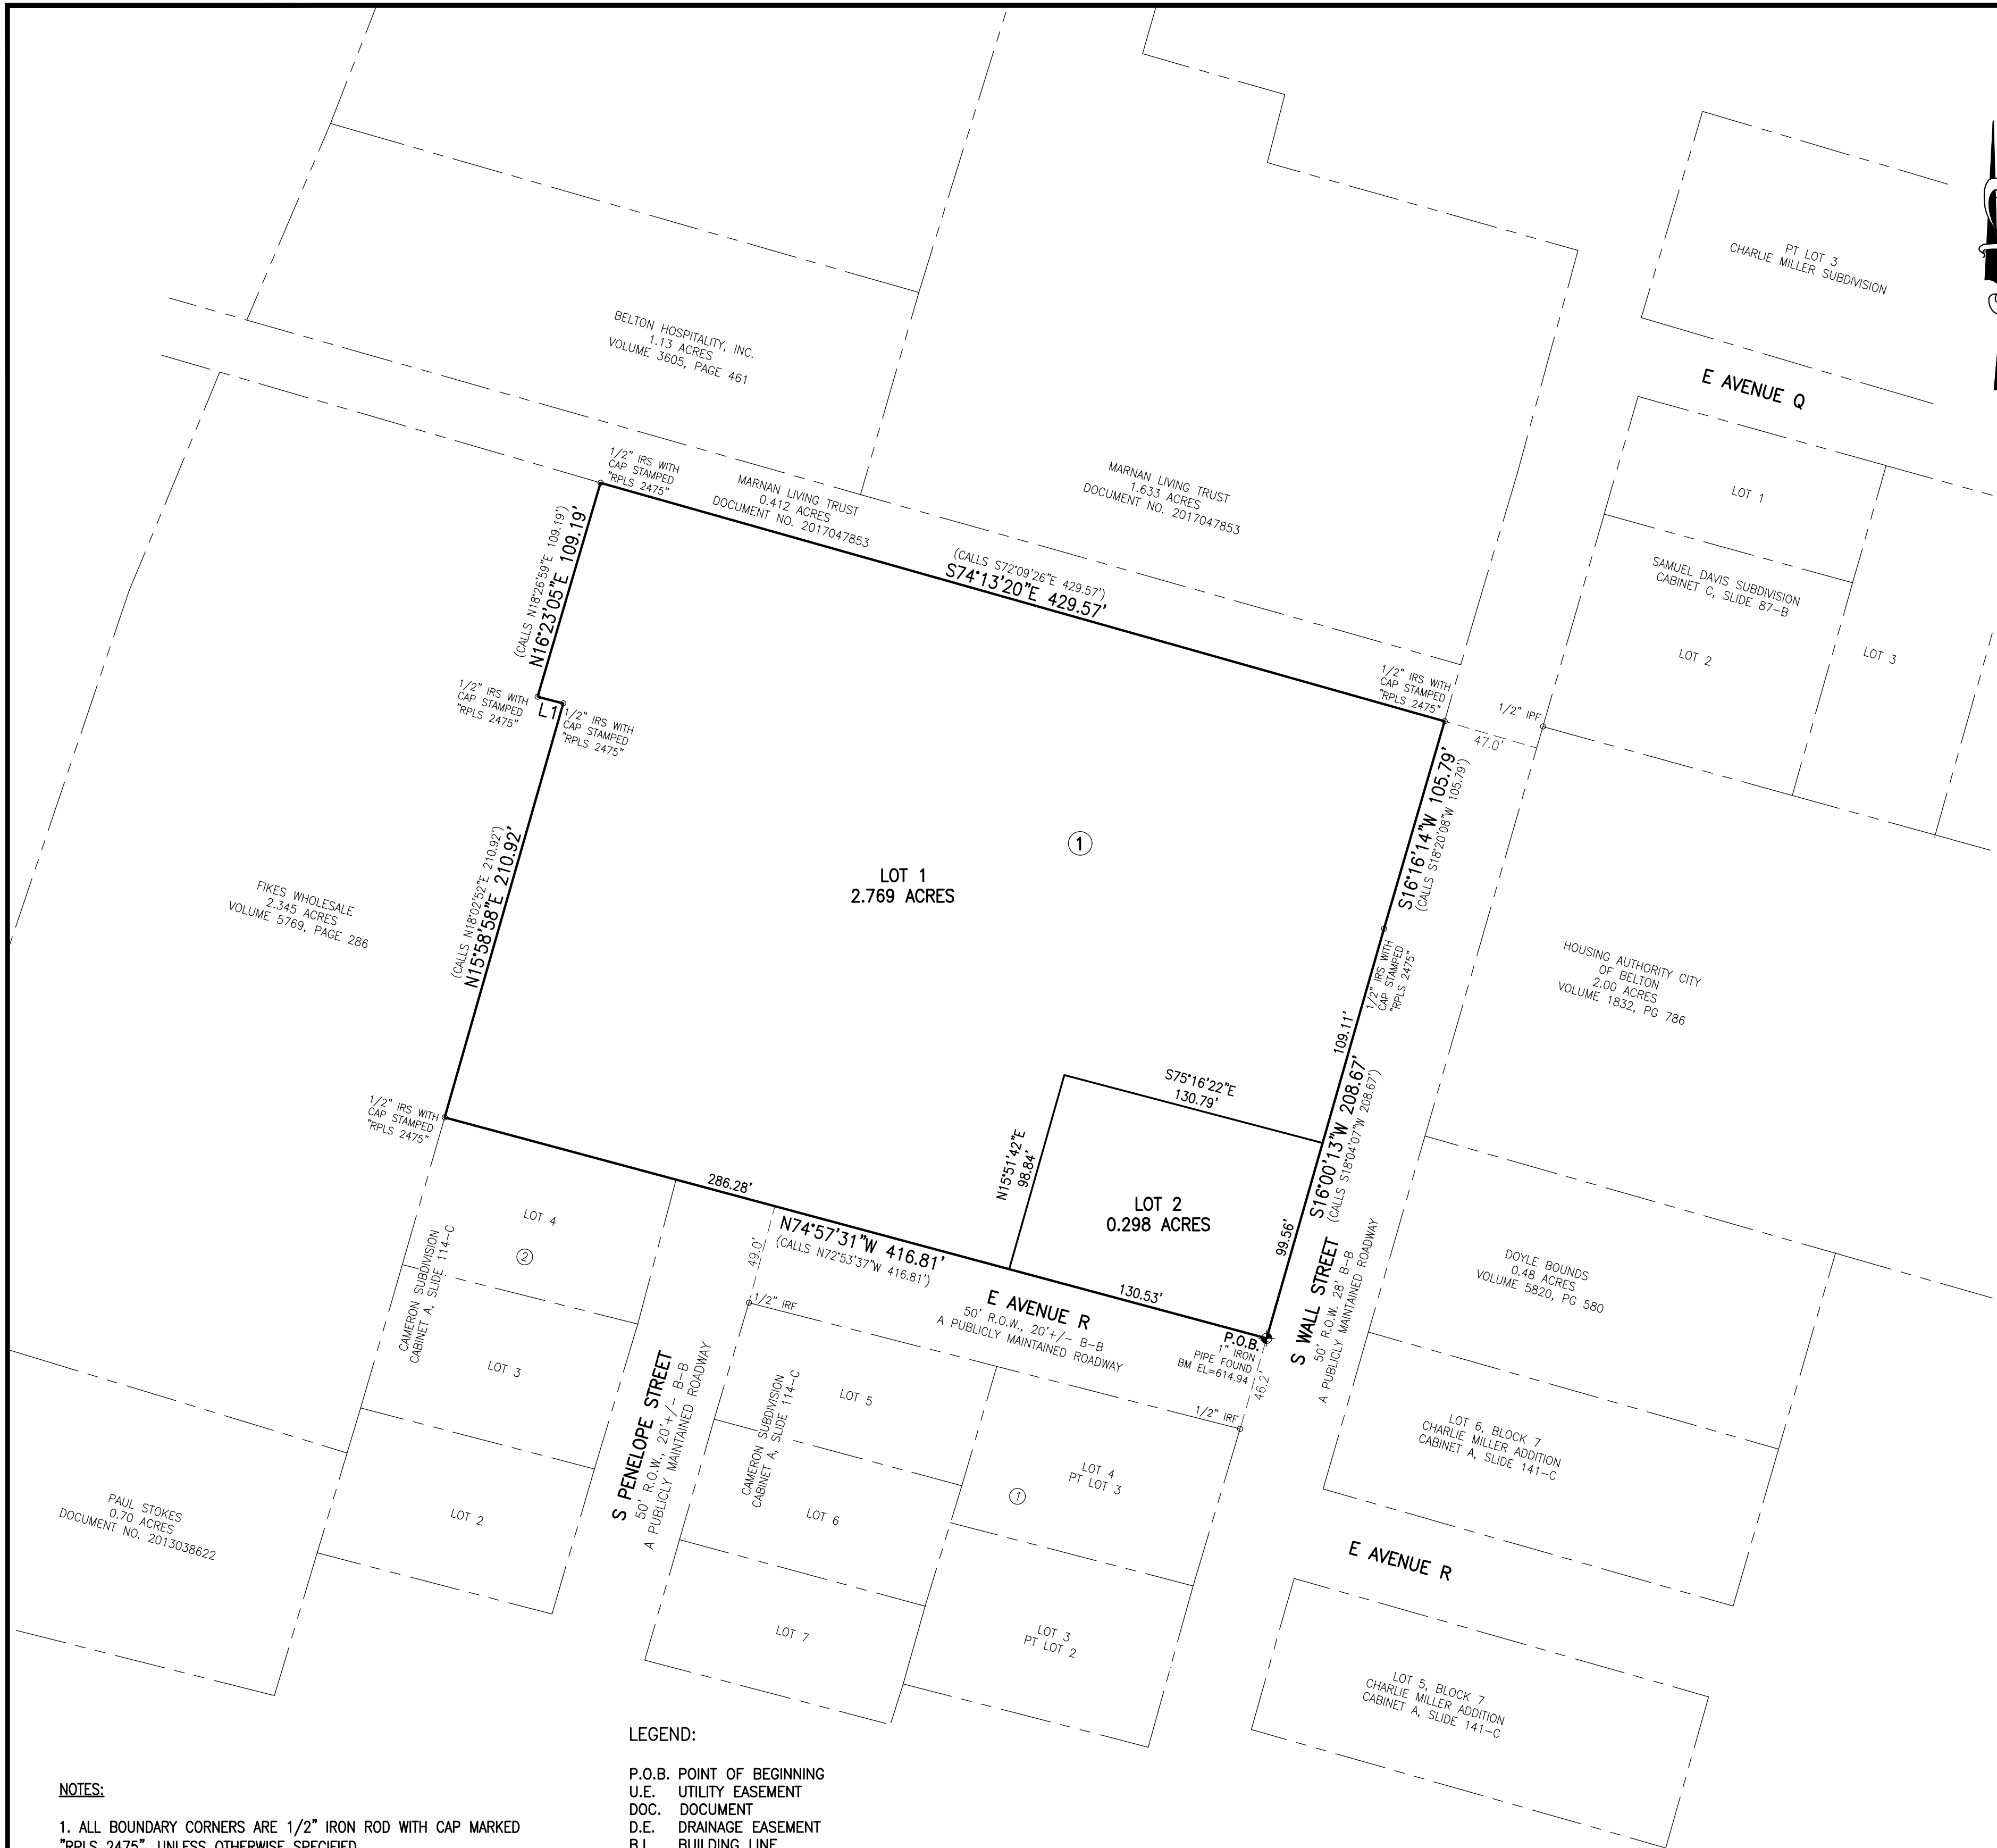 PT LOT 3
CHARLIE MILLER SUBDIVISION
BELTON HOSPITALITY, INC.
1.13 ACRES
VOLUME 3605, PAGE 461
E AVENUE Q
1/2" IRS WITH
CAP STAMPED
"RPLS 2475"
MARNAN LIVING TRUST
0.412 ACRES
DOCUMENT NO. 2017047853
MARNAN LIVING TRUST
1.633 ACRES
DOCUMENT NO. 2017047853
LOT 1
SAMUEL DAVIS SUBDIVISION
CABINET C, SLIDE 87-B
LOT 2
LOT 3
(CALLS S72°09'26"E 429.57')
S74°13'20"E 429.57'
(CALLS N18°26'59"E 109.19')
N16°23'05"E 109.19'
1/2" IRS WITH
CAP STAMPED
"RPLS 2475"
L1
1/2" IRS WITH
CAP STAMPED
"RPLS 2475"
1/2" IRS WITH
CAP STAMPED
"RPLS 2475"
1/2" IPF
47.0'
S16°16'14"W 105.79'
(CALLS S18°20'08"W 105.79')
1
LOT 1
2.769 ACRES
(CALLS N18°02'52"E 210.92')
N15°58'58"E 210.92'
FIKES WHOLESALE
2.345 ACRES
VOLUME 5769, PAGE 286
1/2" IRS WITH
CAP STAMPED
"RPLS 2475"
HOUSING AUTHORITY CITY
OF BELTON
2.00 ACRES
VOLUME 1832, PG 786
109.11'
S16°00'13"W 208.67'
(CALLS S18°04'07"W 208.67')
S75°16'22"E
130.79'
N15°51'42"E
98.84'
1/2" IRS WITH
CAP STAMPED
"RPLS 2475"
LOT 2
0.298 ACRES
99.56'
286.28'
N74°57'31"W 416.81'
(CALLS N72°53'37"W 416.81')
130.53'
49.0'
LOT 4
2
CAMERON SUBDIVISION
CABINET A, SLIDE 114-C
1/2" IRF
E AVENUE R
50' R.O.W., 20'+/- B-B
A PUBLICLY MAINTAINED ROADWAY
P.O.B.
1" IRON
PIPE FOUND
BM EL=614.94
46.2'
S WALL STREET
50' R.O.W. 28' B-B
A PUBLICLY MAINTAINED ROADWAY
DOYLE BOUNDS
0.48 ACRES
VOLUME 5820, PG 580
LOT 3
S PENELOPE STREET
50' R.O.W., 20'+/- B-B
A PUBLICLY MAINTAINED ROADWAY
CAMERON SUBDIVISION
CABINET A, SLIDE 114-C
LOT 5
1/2" IRF
LOT 4
PT LOT 3
1
LOT 6, BLOCK 7
CHARLIE MILLER ADDITION
CABINET A, SLIDE 141-C
PAUL STOKES
0.70 ACRES
DOCUMENT NO. 2013038622
LOT 2
LOT 6
E AVENUE R
LOT 7
LOT 3
PT LOT 2
LOT 5, BLOCK 7
CHARLIE MILLER ADDITION
CABINET A, SLIDE 141-C
NOTES:
1. ALL BOUNDARY CORNERS ARE 1/2" IRON ROD WITH CAP MARKED
"RPLS 2475", UNLESS OTHERWISE SPECIFIED
LEGEND:
P.O.B. POINT OF BEGINNING
U.E. UTILITY EASEMENT
DOC. DOCUMENT
D.E. DRAINAGE EASEMENT
B.L. BUILDING LINE